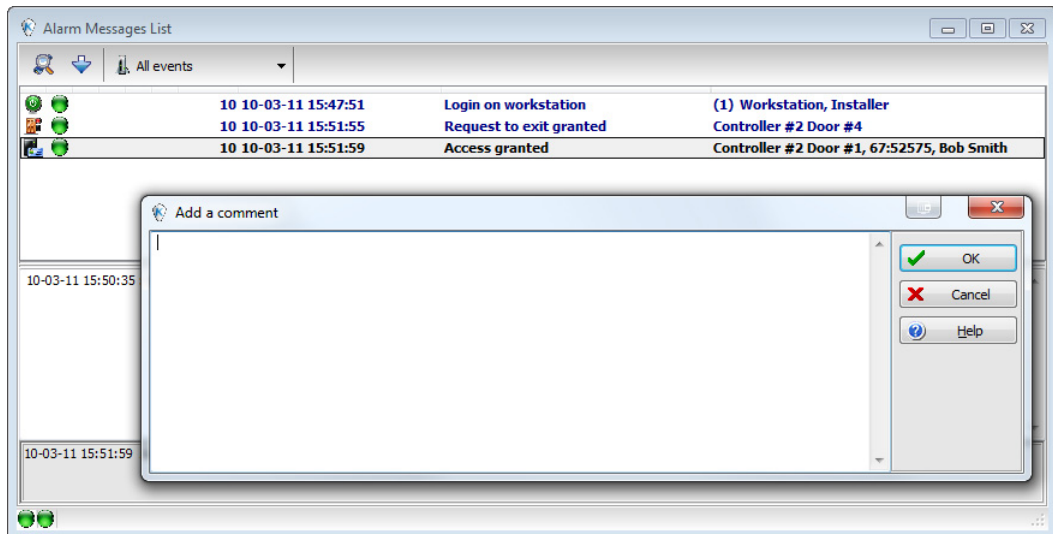 Alarm Messages List
All events
10 10-03-11 15:47:51 Login on workstation (1) Workstation, Installer
10 10-03-11 15:51:55 Request to exit granted Controller #2 Door #4
10 10-03-11 15:51:59 Access granted Controller #2 Door #1, 67:52575, Bob Smith
Add a comment
OK
10-03-11 15:50:35
Cancel
Help
10-03-11 15:51:59